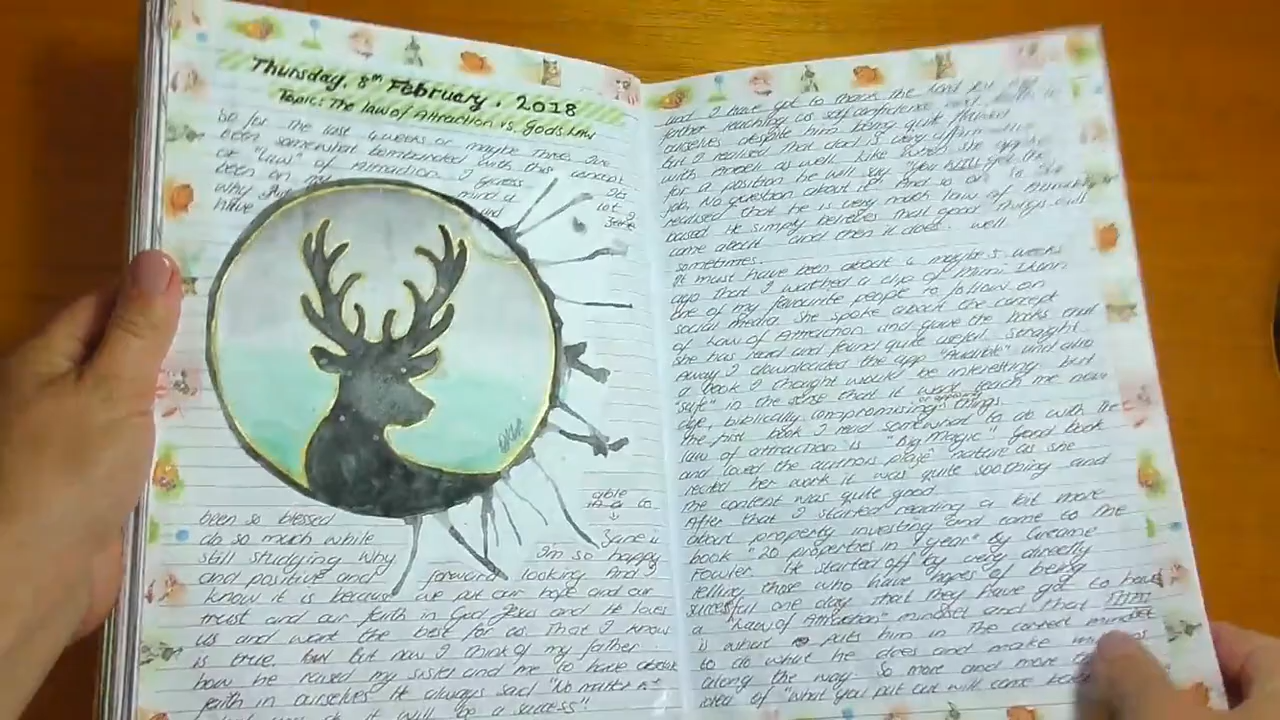 Thursday, 8th February, 2018
Topic: The law of Attraction vs. Gods Law
So for the last 4 weeks or maybe three I've
been somewhat bombarded with this concept
or "Law" of Attraction. I guess its
been on my mind a lot
why
have
been so blessed able to
do so much while
still studying why I'm so happy
and positive and forward looking And I
know it is because we put our hope and our
trust and our faith in God Jesus and He loves
us and want the best for us. That I know
is true. but But now I think of my father
how he raised my sister and me to have
faith in ourselves. He always said "No matter
it will be a success"!
and I have got to thank the Lord for my
father teaching us self confidence
ourselves despite him being quite
But I realised that dad is very
with as well. Like when she
for a position he will say "you will get the
job. No question about it" And so
realised that he is very much law of
based. He simply believes that good things will
come about and then it does. well
sometimes.
It must have been about 4 maybe 5 weeks
ago that I watched a clip of Mimi Ikonn
one of my favourite people to follow on
social media. She spoke about the concept
of Law of Attraction and gave the books that
she has read and found quite useful. Straight
away I downloaded the app "Audible" and also
a book I thought would be interesting but
"safe" in the sense that it won't teach me new
age, biblically compromising things.
The first book I read somewhat to do with the
law of attraction is "Big Magic". Good book
and loved the authors nature as she
recited her work it was quite soothing and
the content was quite good.
After that I started reading a bit more
about property investing and came to the
book "20 properties in 1 year" by Graeme
Fowler. He started off by very directly
telling those who have hopes of being
successful one day that they have got to have
a "Law of Attraction" mindset and that
is what puts him in the correct mindset
to do what he does and make
along the way. So more and more
idea of "what you put out will come back